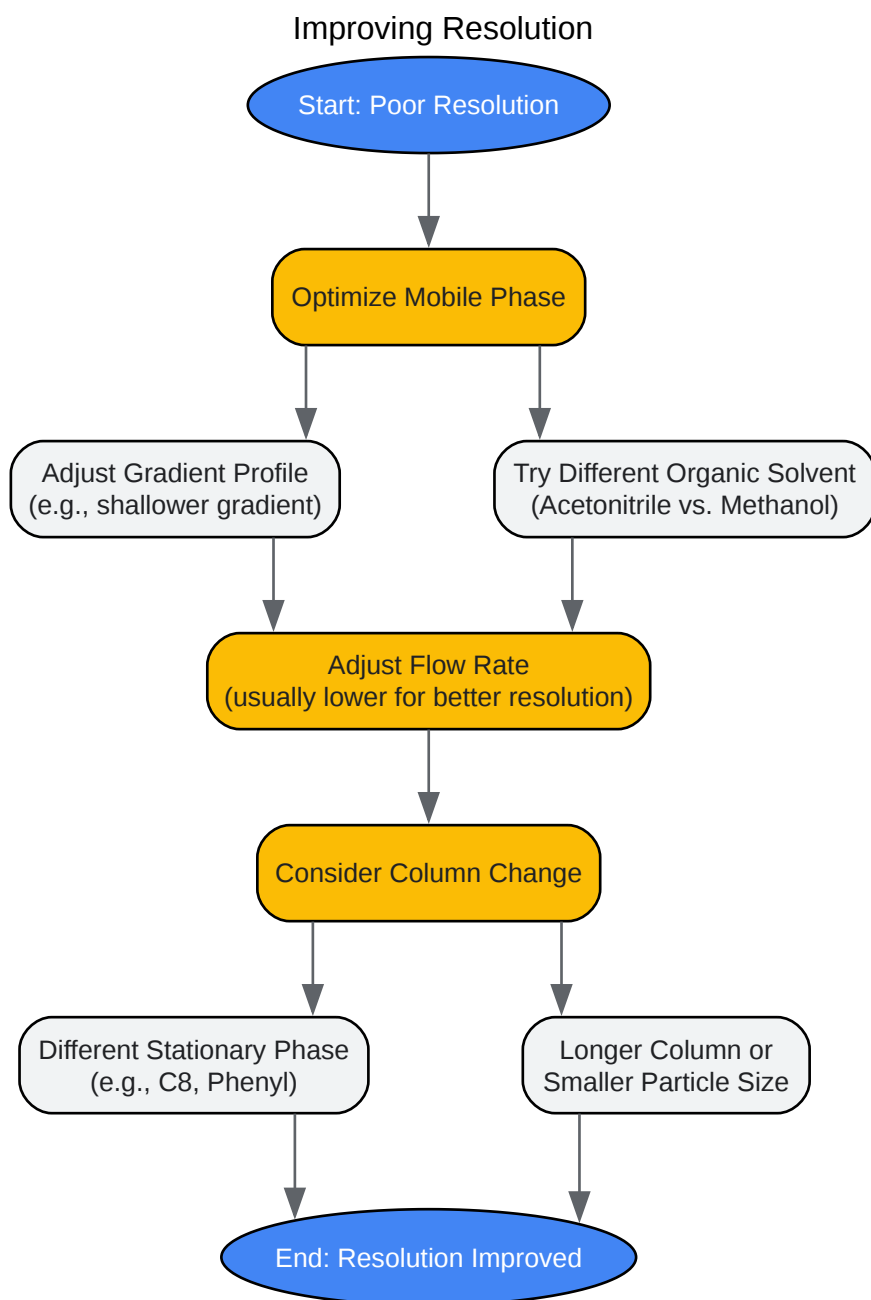 Improving Resolution
Start: Poor Resolution
Optimize Mobile Phase
Adjust Gradient Profile
(e.g., shallower gradient)
Try Different Organic Solvent
(Acetonitrile vs. Methanol)
Adjust Flow Rate
(usually lower for better resolution)
Consider Column Change
Different Stationary Phase
(e.g., C8, Phenyl)
Longer Column or
Smaller Particle Size
End: Resolution Improved